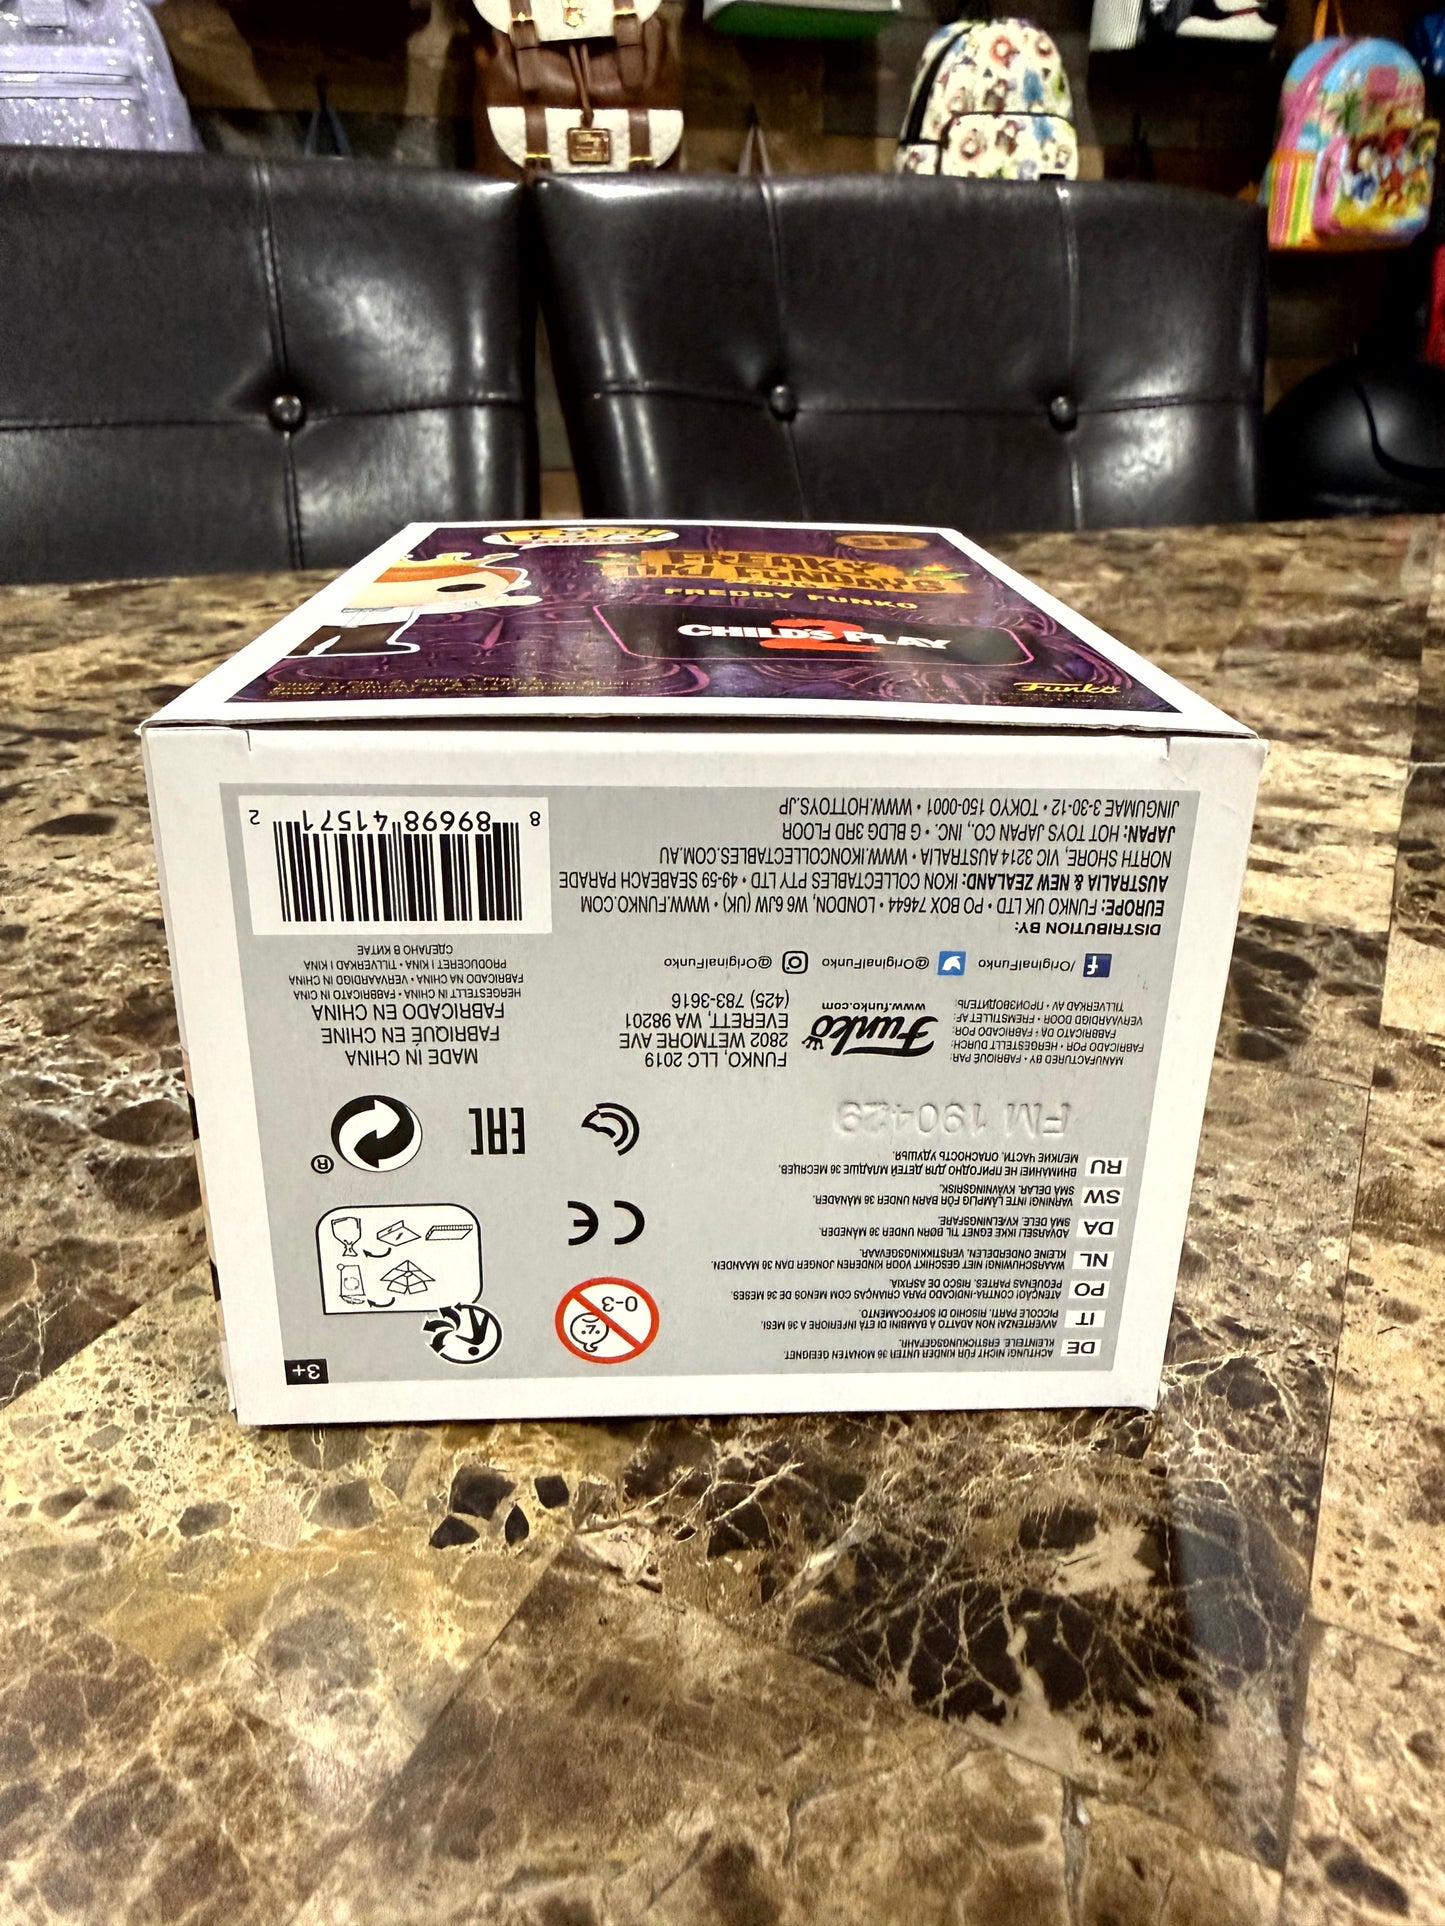 SE
FREAKY
TIKI FUNDAYS
FREDDY FUNKO
CHILD'S PLAY
2
Funko
DE
ACHTUNG! NICHT FÜR KINDER UNTER 36 MONATEN GEEIGNET.
KLEINTEILE. ERSTICKUNGSGEFAHR.
IT
AVVERTENZA! NON ADATTO A BAMBINI DI ETÀ INFERIORE A 36 MESI.
PICCOLE PARTI. RISCHIO DI SOFFOCAMENTO.
PO
ATENÇÃO! CONTRA-INDICADO PARA CRIANÇAS COM MENOS DE 36 MESES.
PEQUENAS PARTES. RISCO DE ASFIXIA.
NL
WAARSCHUWING! NIET GESCHIKT VOOR KINDEREN JONGER DAN 36 MAANDEN.
KLEINE ONDERDELEN. VERSTIKKINGSGEVAAR.
DA
ADVARSEL! IKKE EGNET TIL BØRN UNDER 36 MÅNEDER.
SMÅ DELE. KVÆLNINGSFARE.
SW
VARNING! INTE LÄMPLIG FÖR BARN UNDER 36 MÅNADER.
SMÅ DELAR. KVÄVNINGSRISK.
RU
ВНИМАНИЕ! НЕ ПРИГОДНО ДЛЯ ДЕТЕЙ МЛАДШЕ 36 МЕСЯЦЕВ.
МЕЛКИЕ ЧАСТИ. ОПАСНОСТЬ УДУШЬЯ.
3+
0-3
CE
EAC
®
FM 190429
MANUFACTURED BY • FABRIQUÉ PAR:
FABRICADO POR • HERGESTELLT DURCH:
FABBRICATO DA • FABRICADO POR:
VERVAARDIGD DOOR • FREMSTILLET AF:
TILLVERKAD AV • ПРОИЗВОДИТЕЛЬ:
Funko
www.funko.com
FUNKO, LLC 2019
2802 WETMORE AVE
EVERETT, WA 98201
(425) 783-3616
MADE IN CHINA
FABRIQUÉ EN CHINE
FABRICADO EN CHINA
HERGESTELLT IN CHINA • FABBRICATO IN CINA
FABRICADO NA CHINA • VERVAARDIGD IN CHINA
PRODUCERET I KINA • TILLVERKAD I KINA
СДЕЛАНО В КИТАЕ
/OriginalFunko @OriginalFunko @OriginalFunko
DISTRIBUTION BY:
EUROPE: FUNKO UK LTD • PO BOX 74644 • LONDON, W6 6JW (UK) • WWW.FUNKO.COM
AUSTRALIA & NEW ZEALAND: IKON COLLECTABLES PTY LTD • 49-59 SEABEACH PARADE
NORTH SHORE, VIC 3214 AUSTRALIA • WWW.IKONCOLLECTABLES.COM.AU
JAPAN: HOT TOYS JAPAN CO., INC. • G BLDG 3RD FLOOR
JINGUMAE 3-30-12 • TOKYO 150-0001 • WWW.HOTTOYS.JP
8 89698 41571 2